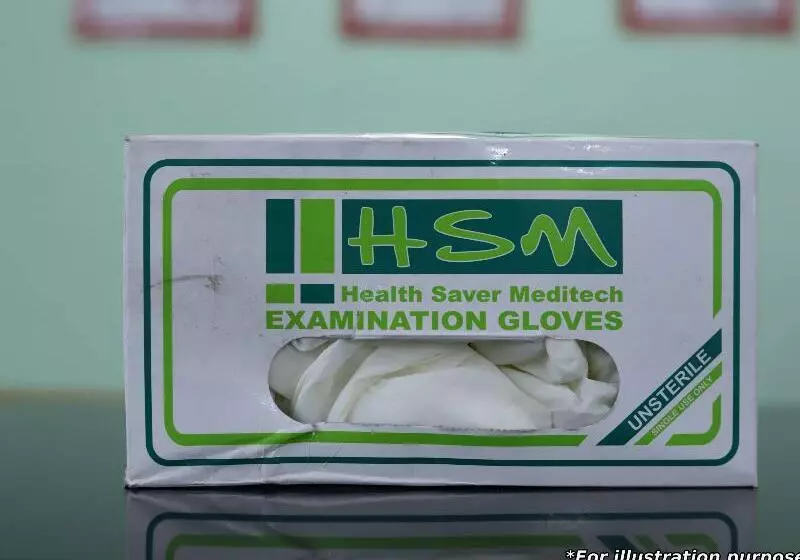 HSM
Health Saver Meditech
EXAMINATION GLOVES
UNSTERILE
SINGLE USE ONLY
*For illustration purpose